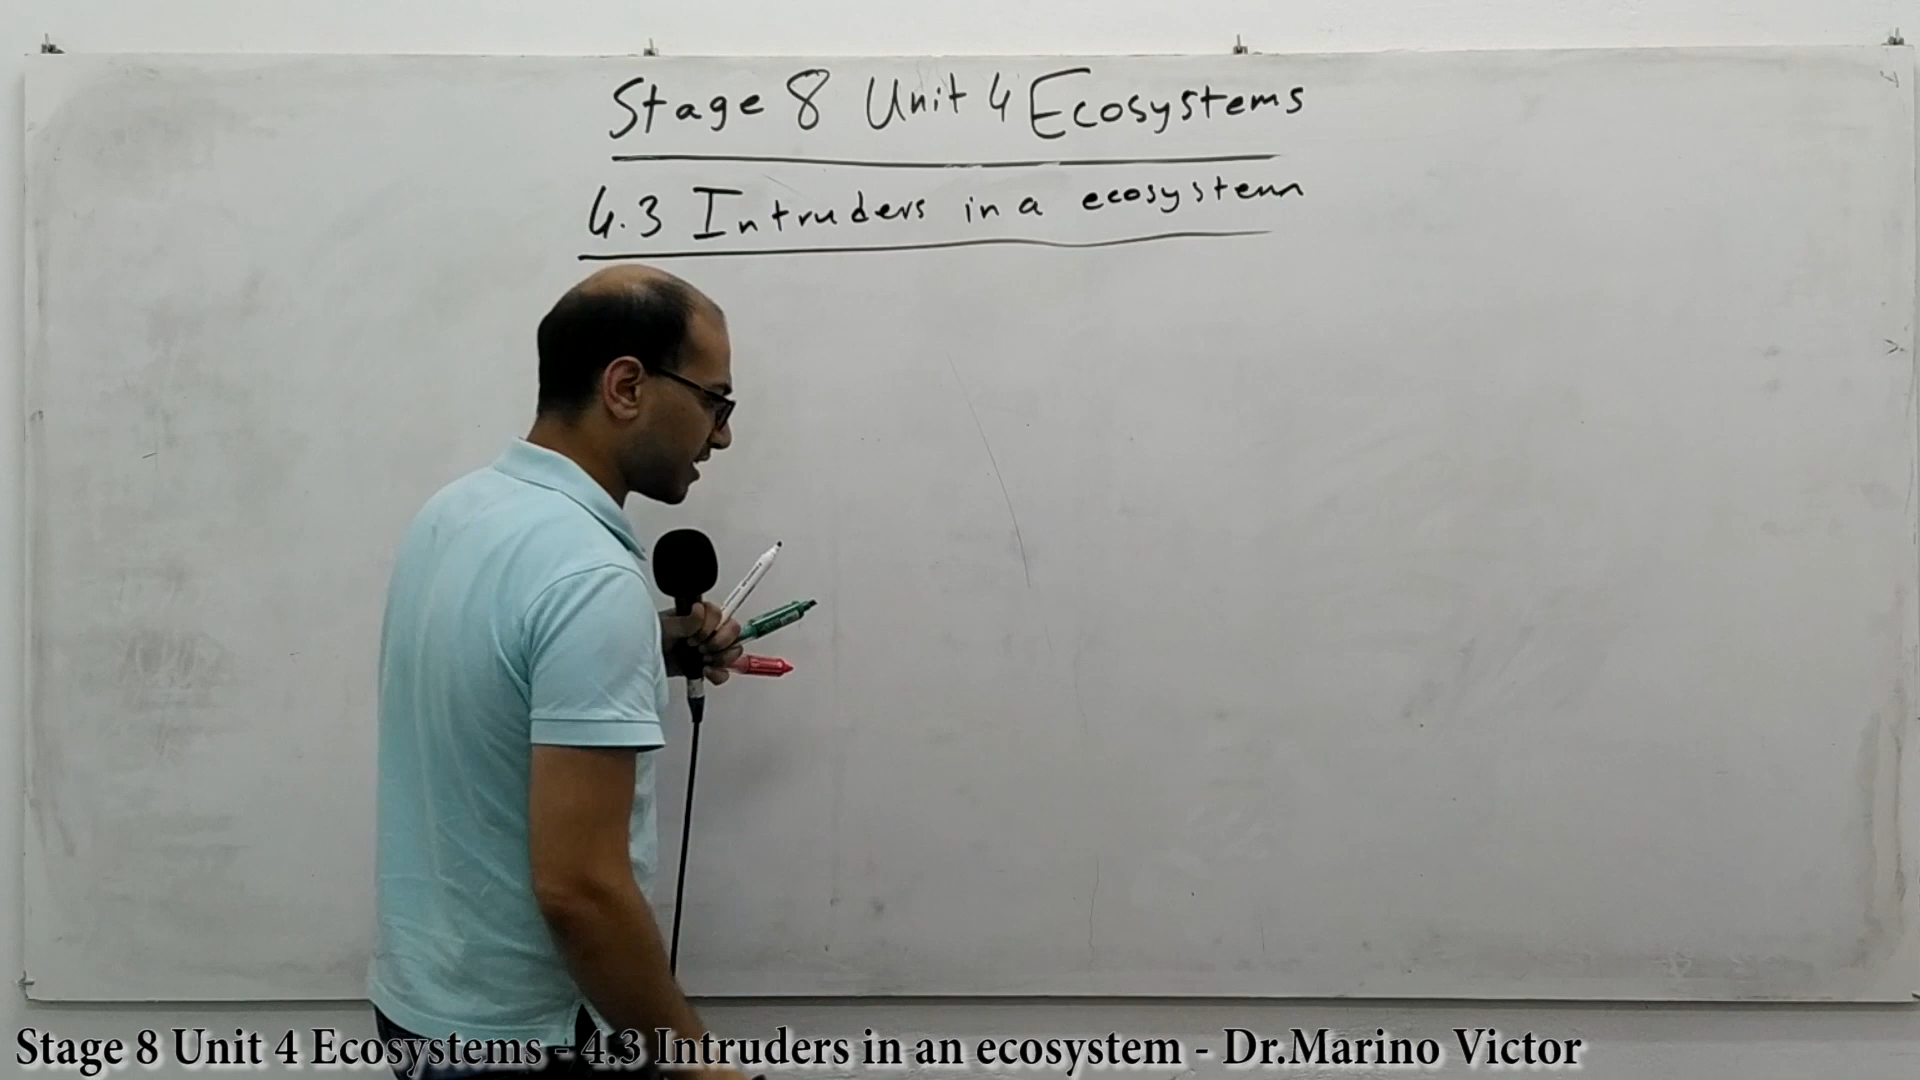 Stage 8 Unit 4 Ecosystems
4.3 Intruders in a ecosystem
Stage 8 Unit 4 Ecosystems - 4.3 Intruders in an ecosystem - Dr.Marino Victor